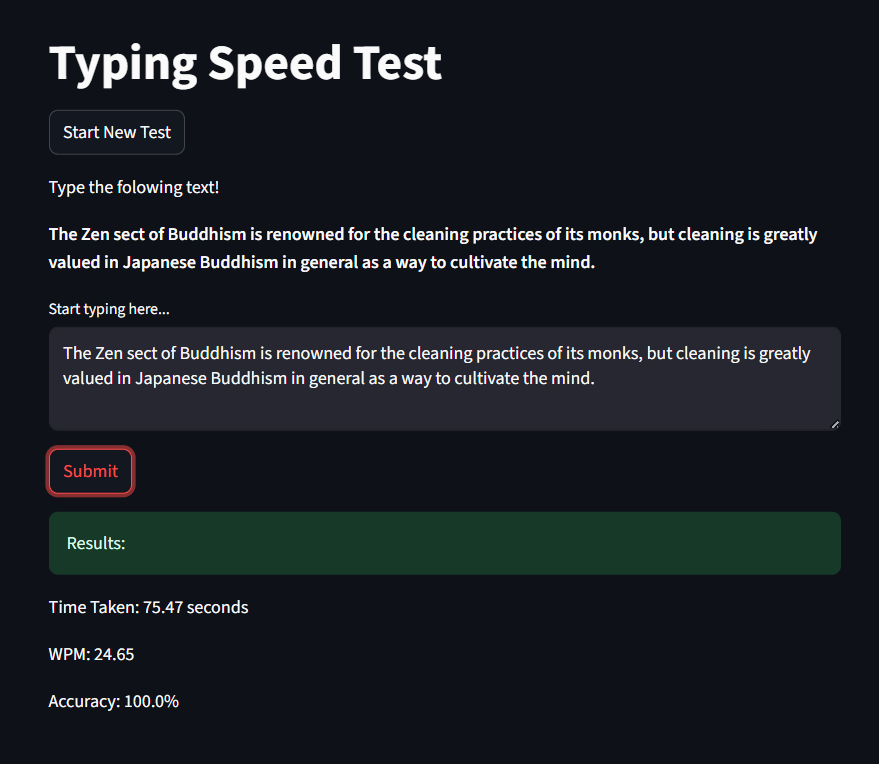 Typing Speed Test
Start New Test
Type the folowing text!
The Zen sect of Buddhism is renowned for the cleaning practices of its monks, but cleaning is greatly
valued in Japanese Buddhism in general as a way to cultivate the mind.
Start typing here...
The Zen sect of Buddhism is renowned for the cleaning practices of its monks, but cleaning is greatly
valued in Japanese Buddhism in general as a way to cultivate the mind.
Submit
Results:
Time Taken: 75.47 seconds
WPM: 24.65
Accuracy: 100.0%